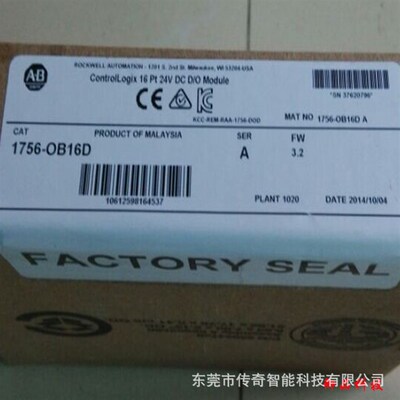 AB
ROCKWELL AUTOMATION - 1201 S. 2nd St. Milwaukee, WI 53204-USA
ControlLogix 16 Pt 24V DC D/O Module
KCC-REM-RAA-1756-DOD
"SN 37620796"
MAT NO 1756-OB16D A
CAT PRODUCT OF MALAYSIA SER FW
1756-OB16D A 3.2
10612598164537
PLANT 1020 DATE 2014/10/04
FACTORY SEAL
东莞市传奇智能科技有限公司